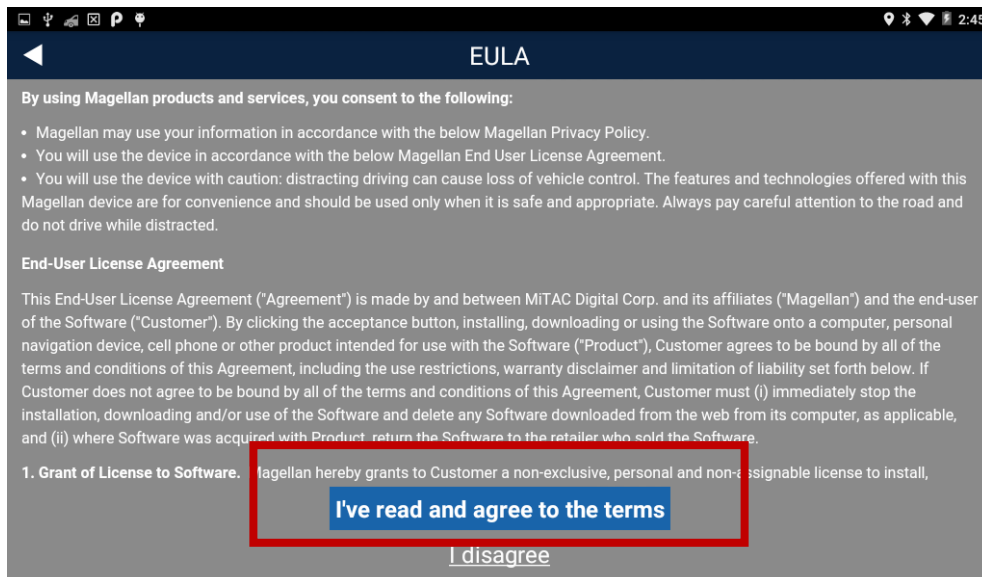 2:45
EULA
By using Magellan products and services, you consent to the following:
• Magellan may use your information in accordance with the below Magellan Privacy Policy.
• You will use the device in accordance with the below Magellan End User License Agreement.
• You will use the device with caution: distracting driving can cause loss of vehicle control. The features and technologies offered with this
Magellan device are for convenience and should be used only when it is safe and appropriate. Always pay careful attention to the road and
do not drive while distracted.
End-User License Agreement
This End-User License Agreement ("Agreement") is made by and between MiTAC Digital Corp. and its affiliates ("Magellan") and the end-user
of the Software ("Customer"). By clicking the acceptance button, installing, downloading or using the Software onto a computer, personal
navigation device, cell phone or other product intended for use with the Software ("Product"), Customer agrees to be bound by all of the
terms and conditions of this Agreement, including the use restrictions, warranty disclaimer and limitation of liability set forth below. If
Customer does not agree to be bound by all of the terms and conditions of this Agreement, Customer must (i) immediately stop the
installation, downloading and/or use of the Software and delete any Software downloaded from the web from its computer, as applicable,
and (ii) where Software was acquired with Product, return the Software to the retailer who sold the Software.
1. Grant of License to Software. Magellan hereby grants to Customer a non-exclusive, personal and non-assignable license to install,
I've read and agree to the terms
I disagree